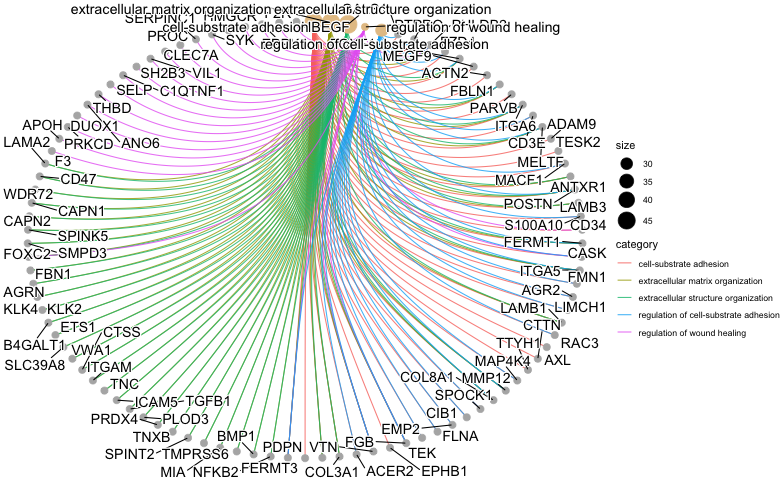 extracellular matrix organization extracellular structure organization
SERPINC1
HMGCR
cell-substrate adhesion
regulation of wound healing
PROC
SYK
regulation of cell-substrate adhesion
CLEC7A
MEGF9
SH2B3
VIL1
ACTN2
SELP
C1QTNF1
FBLN1
THBD
PARVB
APOH
DUOX1
ITGA6
ADAM9
LAMA2
PRKCD
ANO6
CD3E
TESK2
F3
MELTF
CD47
MACF1
ANTXR1
WDR72
CAPN1
POSTN
LAMB3
CAPN2
SPINK5
S100A10
CD34
FOXC2
SMPD3
FERMT1
CASK
FBN1
ITGA5
FMN1
AGRN
AGR2
KLK4
KLK2
LAMB1
LIMCH1
ETS1
CTTN
B4GALT1
CTSS
TTYH1
RAC3
SLC39A8
VWA1
MAP4K4
AXL
ITGAM
COL8A1
MMP12
TNC
SPOCK1
ICAM5
TGFB1
CIB1
PRDX4
PLOD3
EMP2
FLNA
TNXB
BMP1
PDPN
VTN
FGB
TEK
SPINT2
TMPRSS6
MIA
NFKB2
FERMT3
COL3A1
ACER2
EPHB1
size
30
35
40
45
category
cell-substrate adhesion
extracellular matrix organization
extracellular structure organization
regulation of cell-substrate adhesion
regulation of wound healing